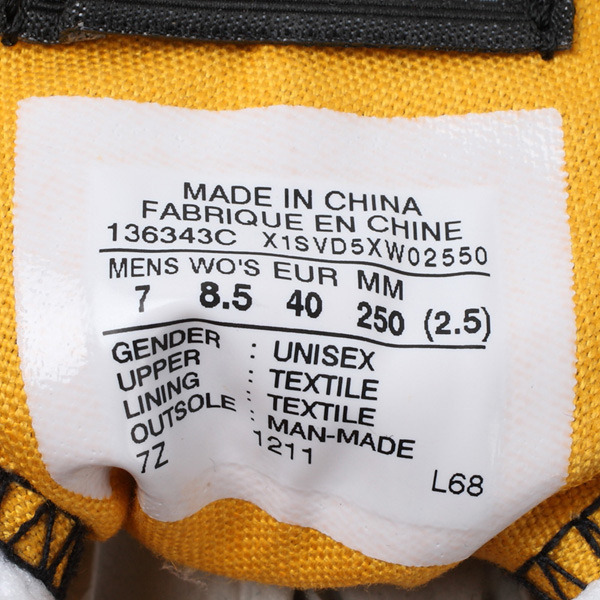 MADE IN CHINA
FABRIQUE EN CHINE
136343C X1SVD5XW02550
MENS WO'S EUR MM
7 8.5 40 250 (2.5)
GENDER : UNISEX
UPPER : TEXTILE
LINING : TEXTILE
OUTSOLE : MAN-MADE
7Z 1211 L68